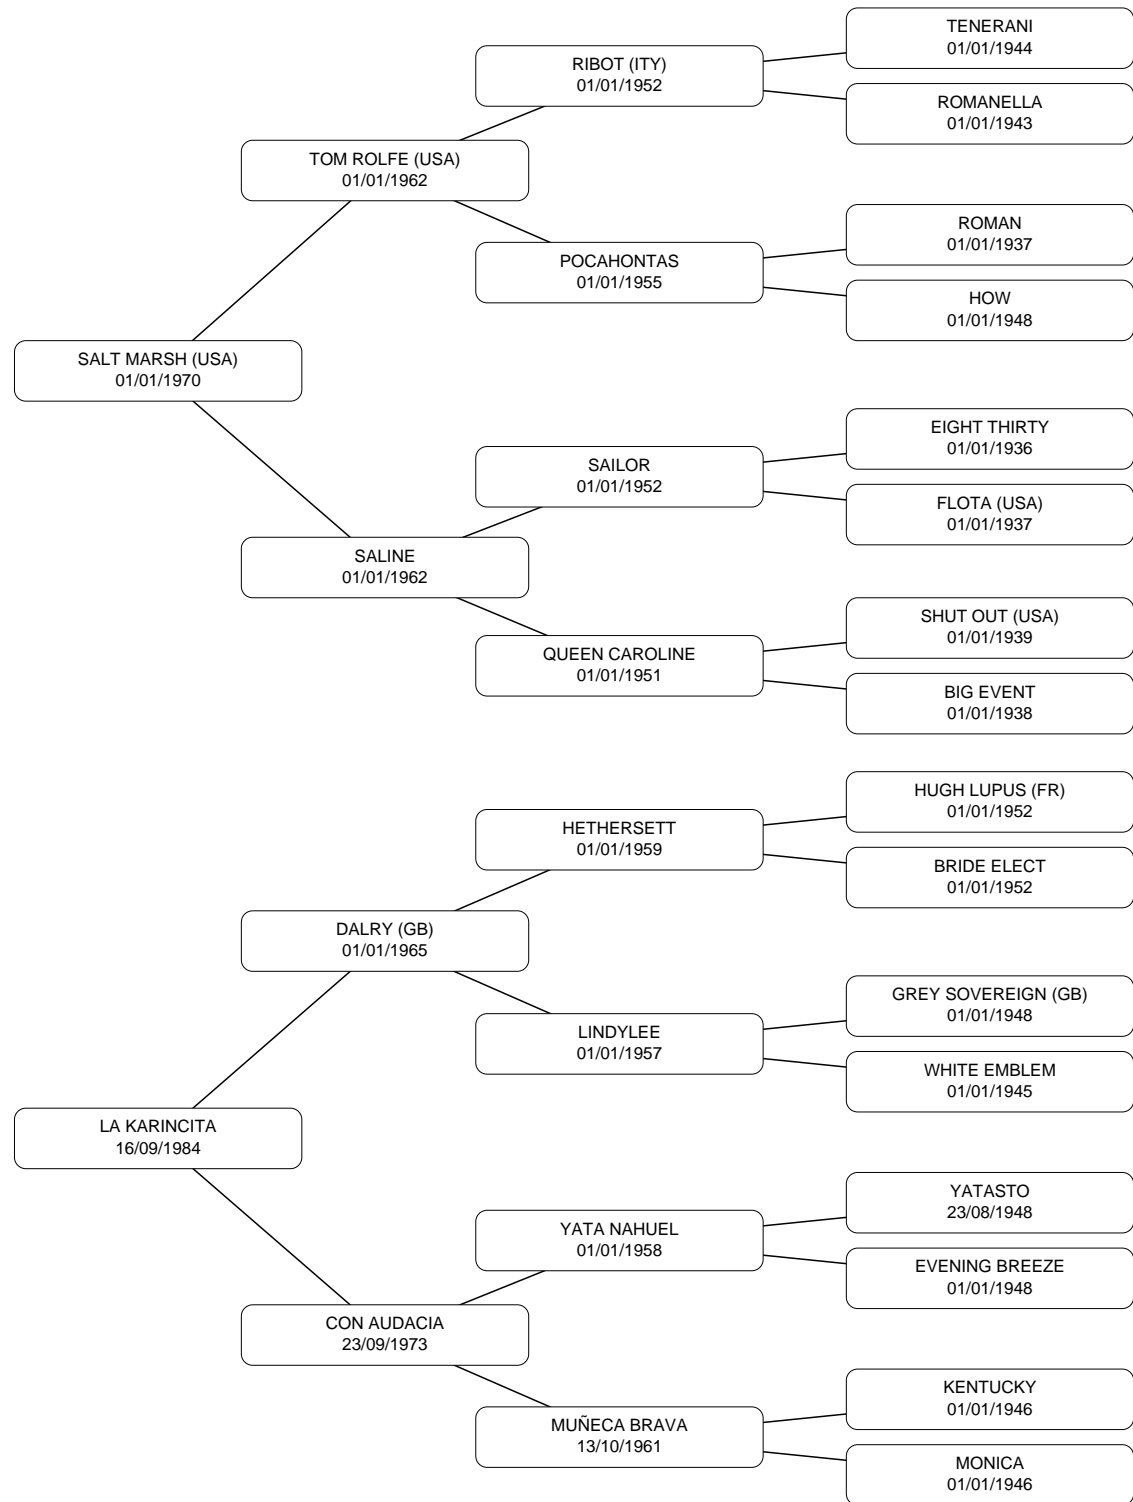 TENERANI
01/01/1944
RIBOT (ITY)
01/01/1952
ROMANELLA
01/01/1943
TOM ROLFE (USA)
01/01/1962
ROMAN
01/01/1937
POCAHONTAS
01/01/1955
HOW
01/01/1948
SALT MARSH (USA)
01/01/1970
EIGHT THIRTY
01/01/1936
SAILOR
01/01/1952
FLOTA (USA)
01/01/1937
SALINE
01/01/1962
SHUT OUT (USA)
01/01/1939
QUEEN CAROLINE
01/01/1951
BIG EVENT
01/01/1938
HUGH LUPUS (FR)
01/01/1952
HETHERSETT
01/01/1959
BRIDE ELECT
01/01/1952
DALRY (GB)
01/01/1965
GREY SOVEREIGN (GB)
01/01/1948
LINDYLEE
01/01/1957
WHITE EMBLEM
01/01/1945
LA KARINCITA
16/09/1984
YATASTO
23/08/1948
YATA NAHUEL
01/01/1958
EVENING BREEZE
01/01/1948
CON AUDACIA
23/09/1973
KENTUCKY
01/01/1946
MUÑECA BRAVA
13/10/1961
MONICA
01/01/1946